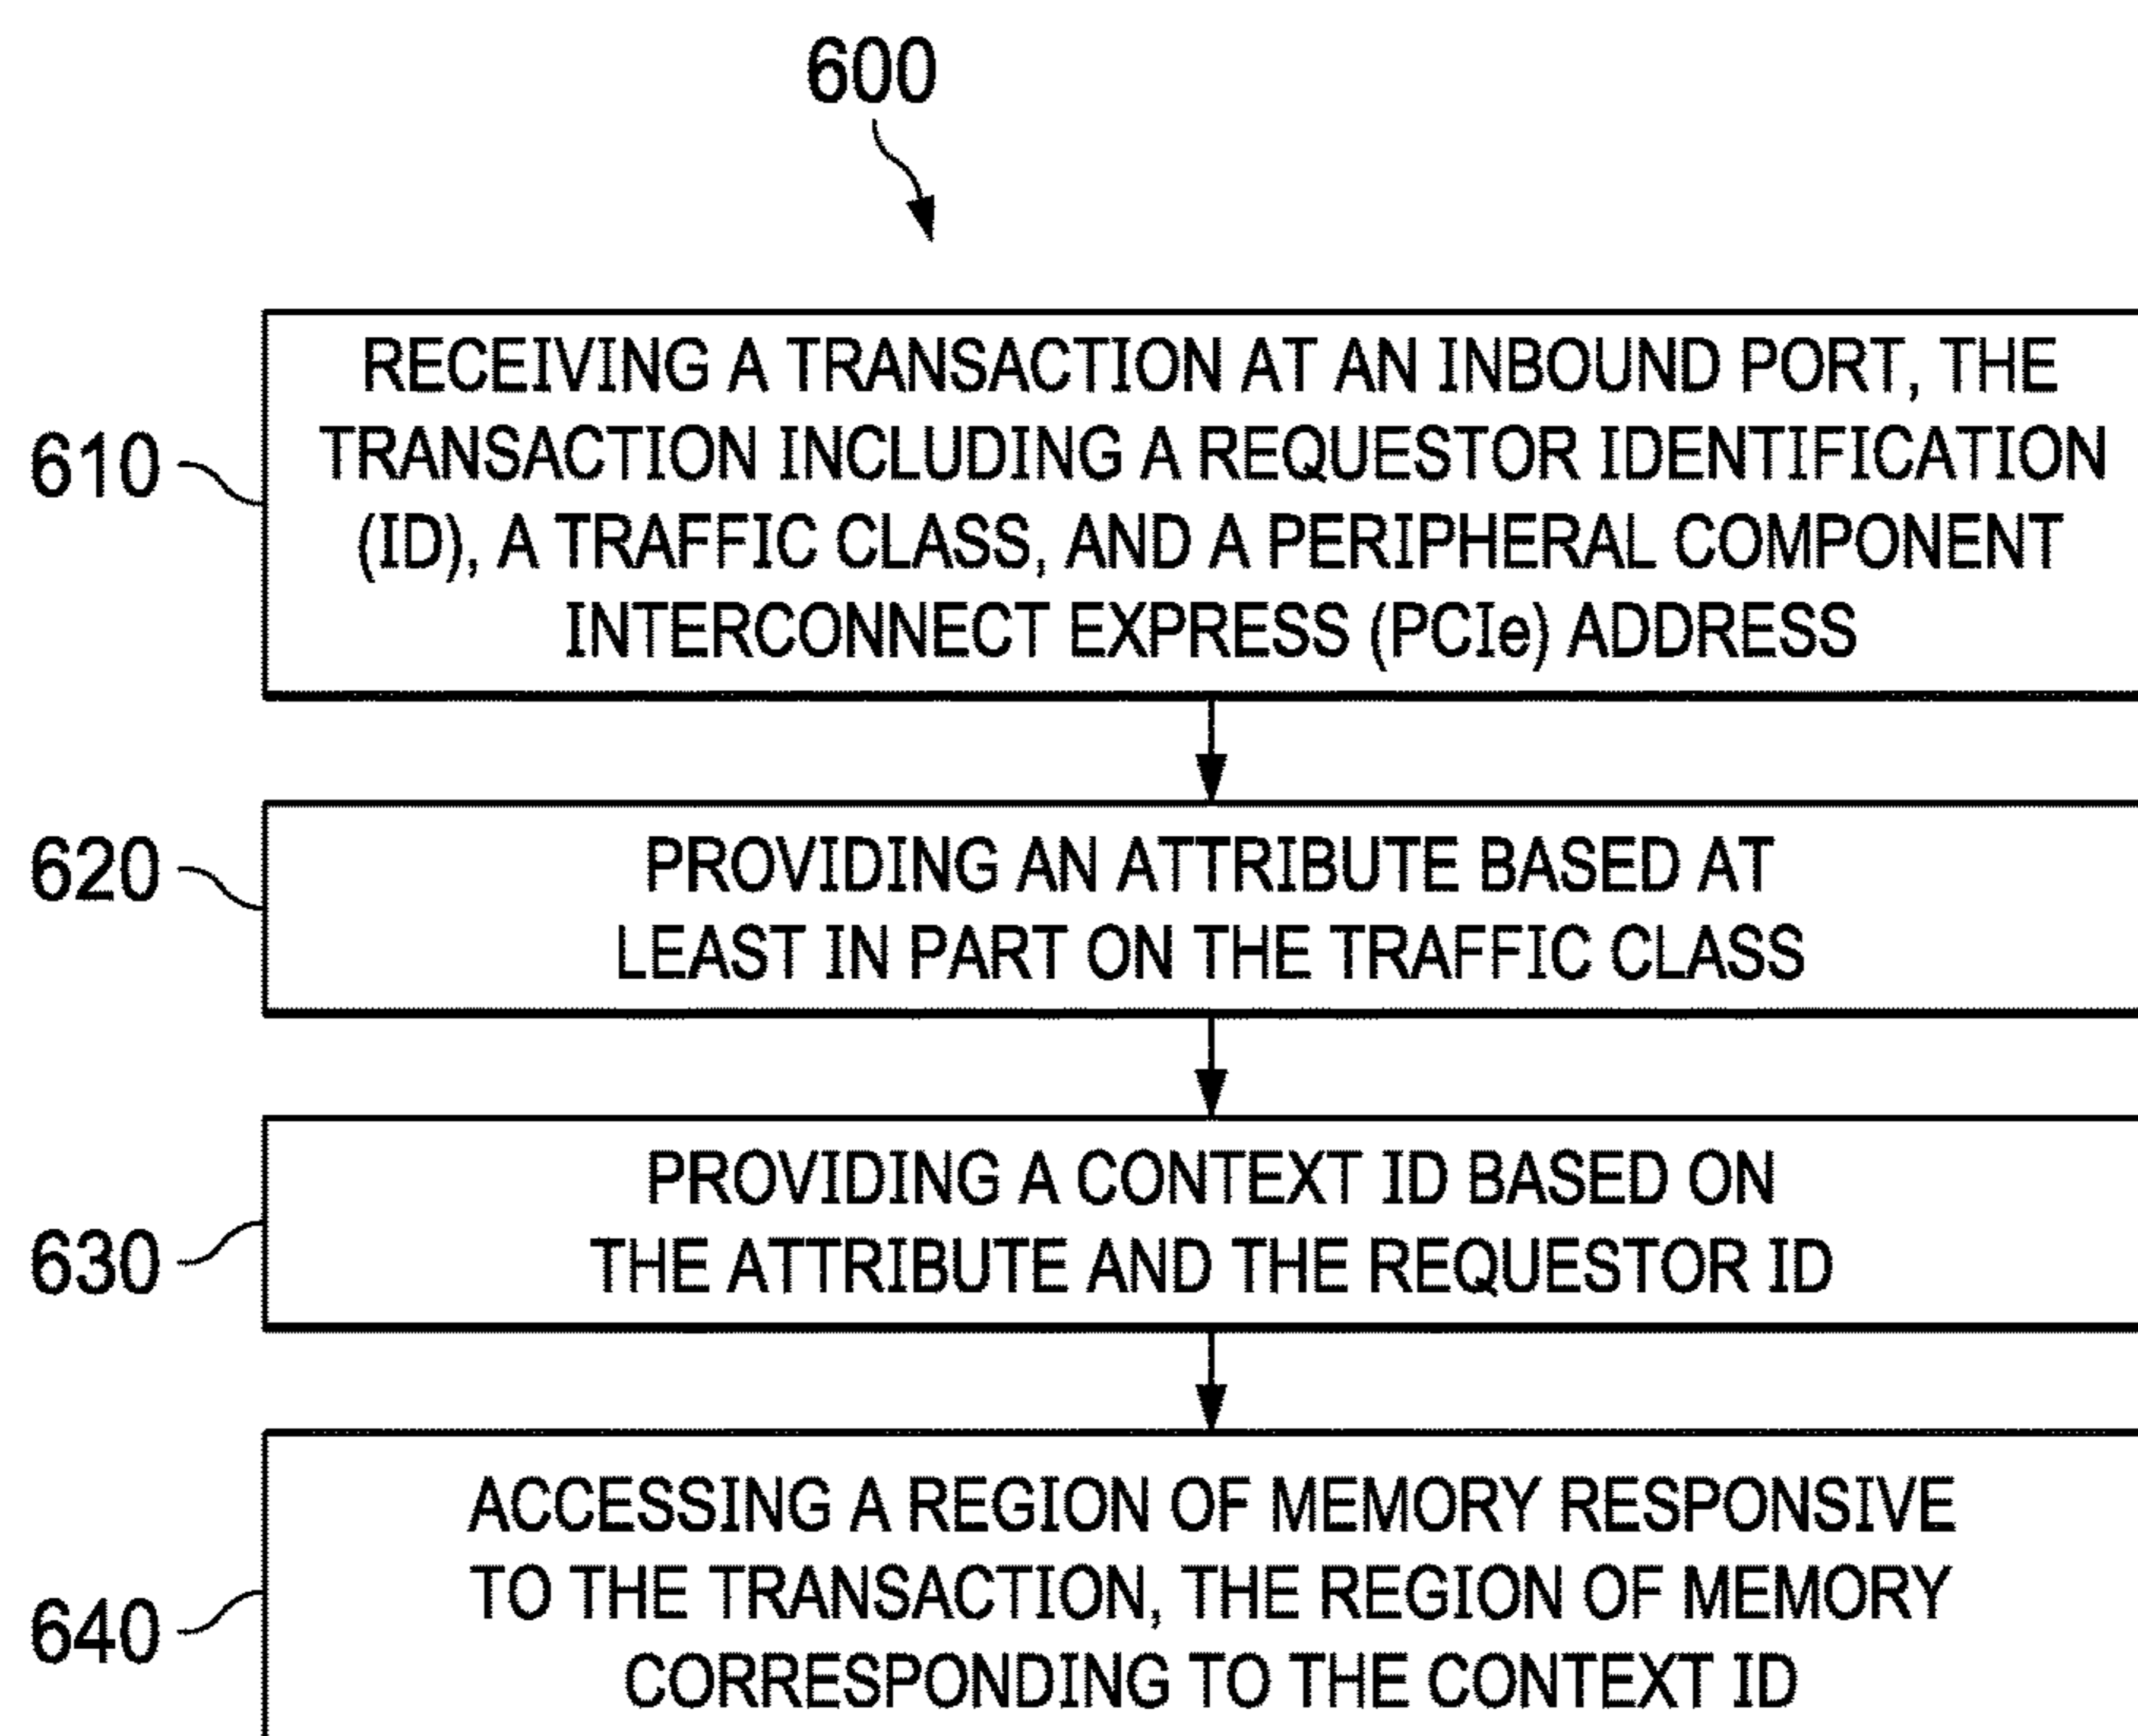 600
610
RECEIVING A TRANSACTION AT AN INBOUND PORT, THE
TRANSACTION INCLUDING A REQUESTOR IDENTIFICATION
(ID), A TRAFFIC CLASS, AND A PERIPHERAL COMPONENT
INTERCONNECT EXPRESS (PCIe) ADDRESS
620
PROVIDING AN ATTRIBUTE BASED AT
LEAST IN PART ON THE TRAFFIC CLASS
630
PROVIDING A CONTEXT ID BASED ON
THE ATTRIBUTE AND THE REQUESTOR ID
640
ACCESSING A REGION OF MEMORY RESPONSIVE
TO THE TRANSACTION, THE REGION OF MEMORY
CORRESPONDING TO THE CONTEXT ID